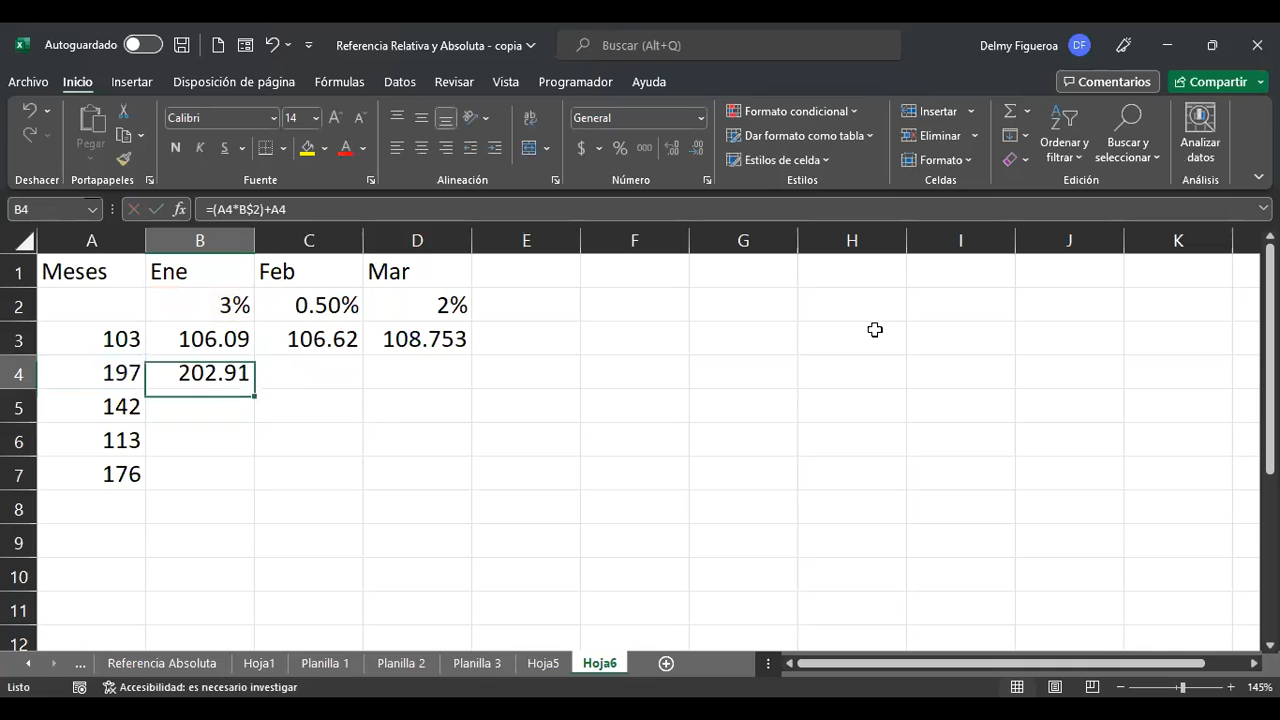 Autoguardado Referencia Relativa y Absoluta - copia Buscar (Alt+Q) Delmy Figueroa DF
Archivo Inicio Insertar Disposición de página Fórmulas Datos Revisar Vista Programador Ayuda Comentarios Compartir
Pegar
Calibri 14
N K S A
General
$ % 000
Formato condicional
Dar formato como tabla
Estilos de celda
Insertar
Eliminar
Formato
Ordenar y filtrar
Buscar y seleccionar
Analizar datos
Deshacer Portapapeles Fuente Alineación Número Estilos Celdas Edición Análisis
B4 fx =(A4*B$2)+A4
A B C D E F G H I J K
1 Meses Ene Feb Mar
2 3% 0.50% 2%
3 103 106.09 106.62 108.753
4 197 202.91
5 142
6 113
7 176
8
9
10
11
12
... Referencia Absoluta Hoja1 Planilla 1 Planilla 2 Planilla 3 Hoja5 Hoja6
Listo Accesibilidad: es necesario investigar 145%